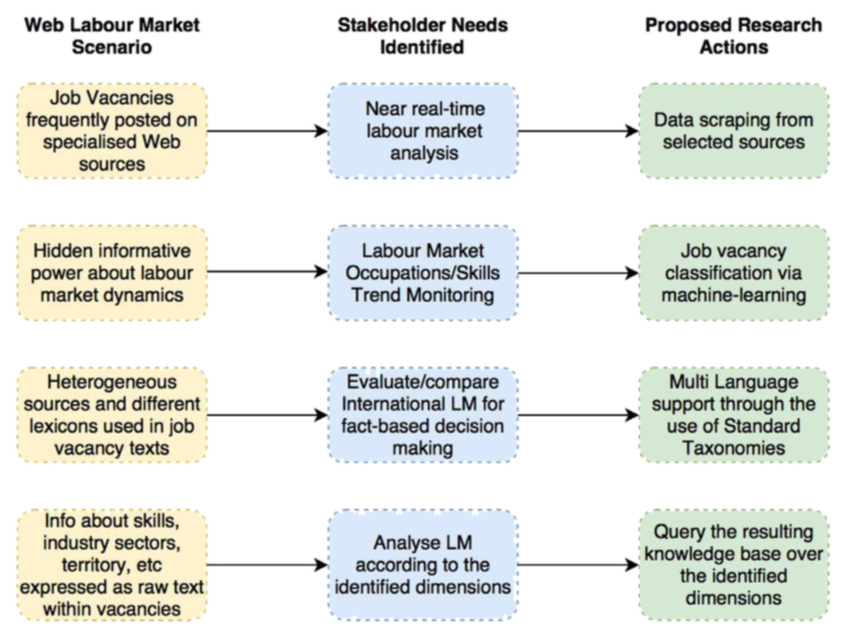 Web Labour Market
Scenario
Stakeholder Needs
Identified
Proposed Research
Actions
Job Vacancies
frequently posted on
specialised Web
sources
Near real-time
labour market
analysis
Data scraping from
selected sources
Hidden informative
power about labour
market dynamics
Labour Market
Occupations/Skills
Trend Monitoring
Job vacancy
classification via
machine-learning
Heterogeneous
sources and different
lexicons used in job
vacancy texts
Evaluate/compare
International LM for
fact-based decision
making
Multi Language
support through the
use of Standard
Taxonomies
Info about skills,
industry sectors,
territory, etc
expressed as raw text
within vacancies
Analyse LM
according to the
identified dimensions
Query the resulting
knowledge base over
the identified
dimensions